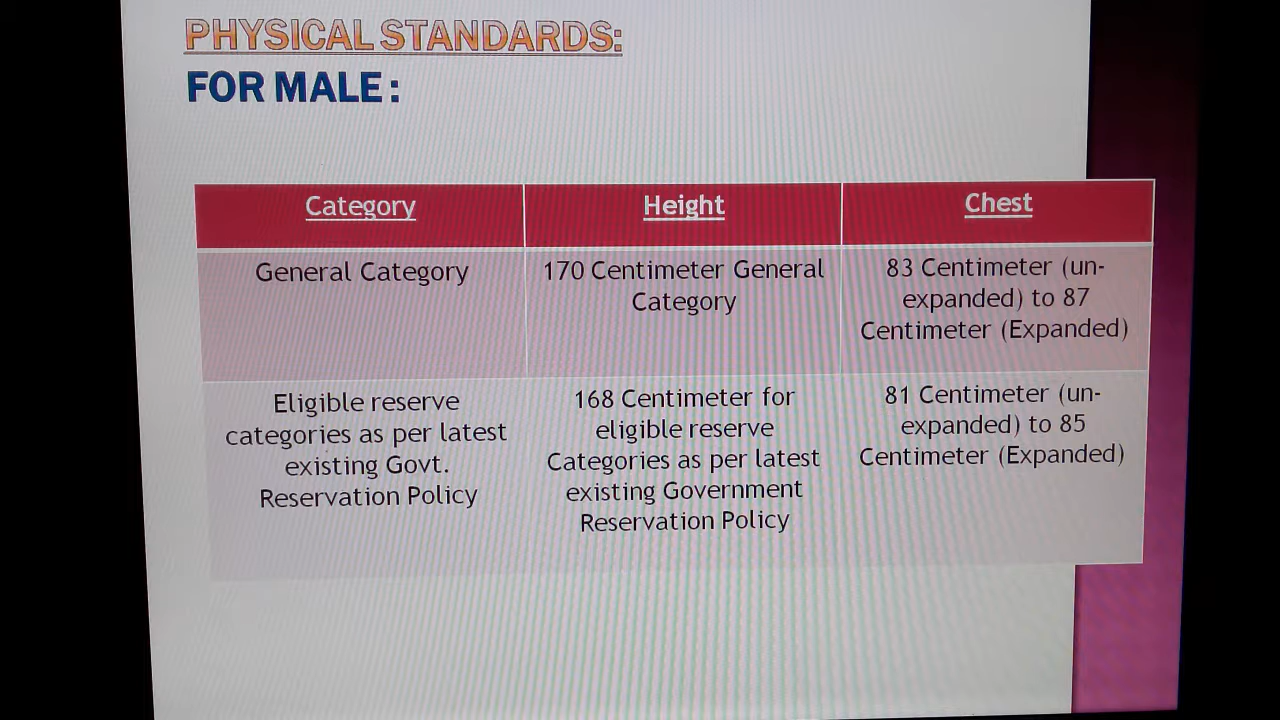 PHYSICAL STANDARDS:
FOR MALE :
Category
Height
Chest
General Category
170 Centimeter General
Category
83 Centimeter (un-
expanded) to 87
Centimeter (Expanded)
Eligible reserve
categories as per latest
existing Govt.
Reservation Policy
168 Centimeter for
eligible reserve
Categories as per latest
existing Government
Reservation Policy
81 Centimeter (un-
expanded) to 85
Centimeter (Expanded)